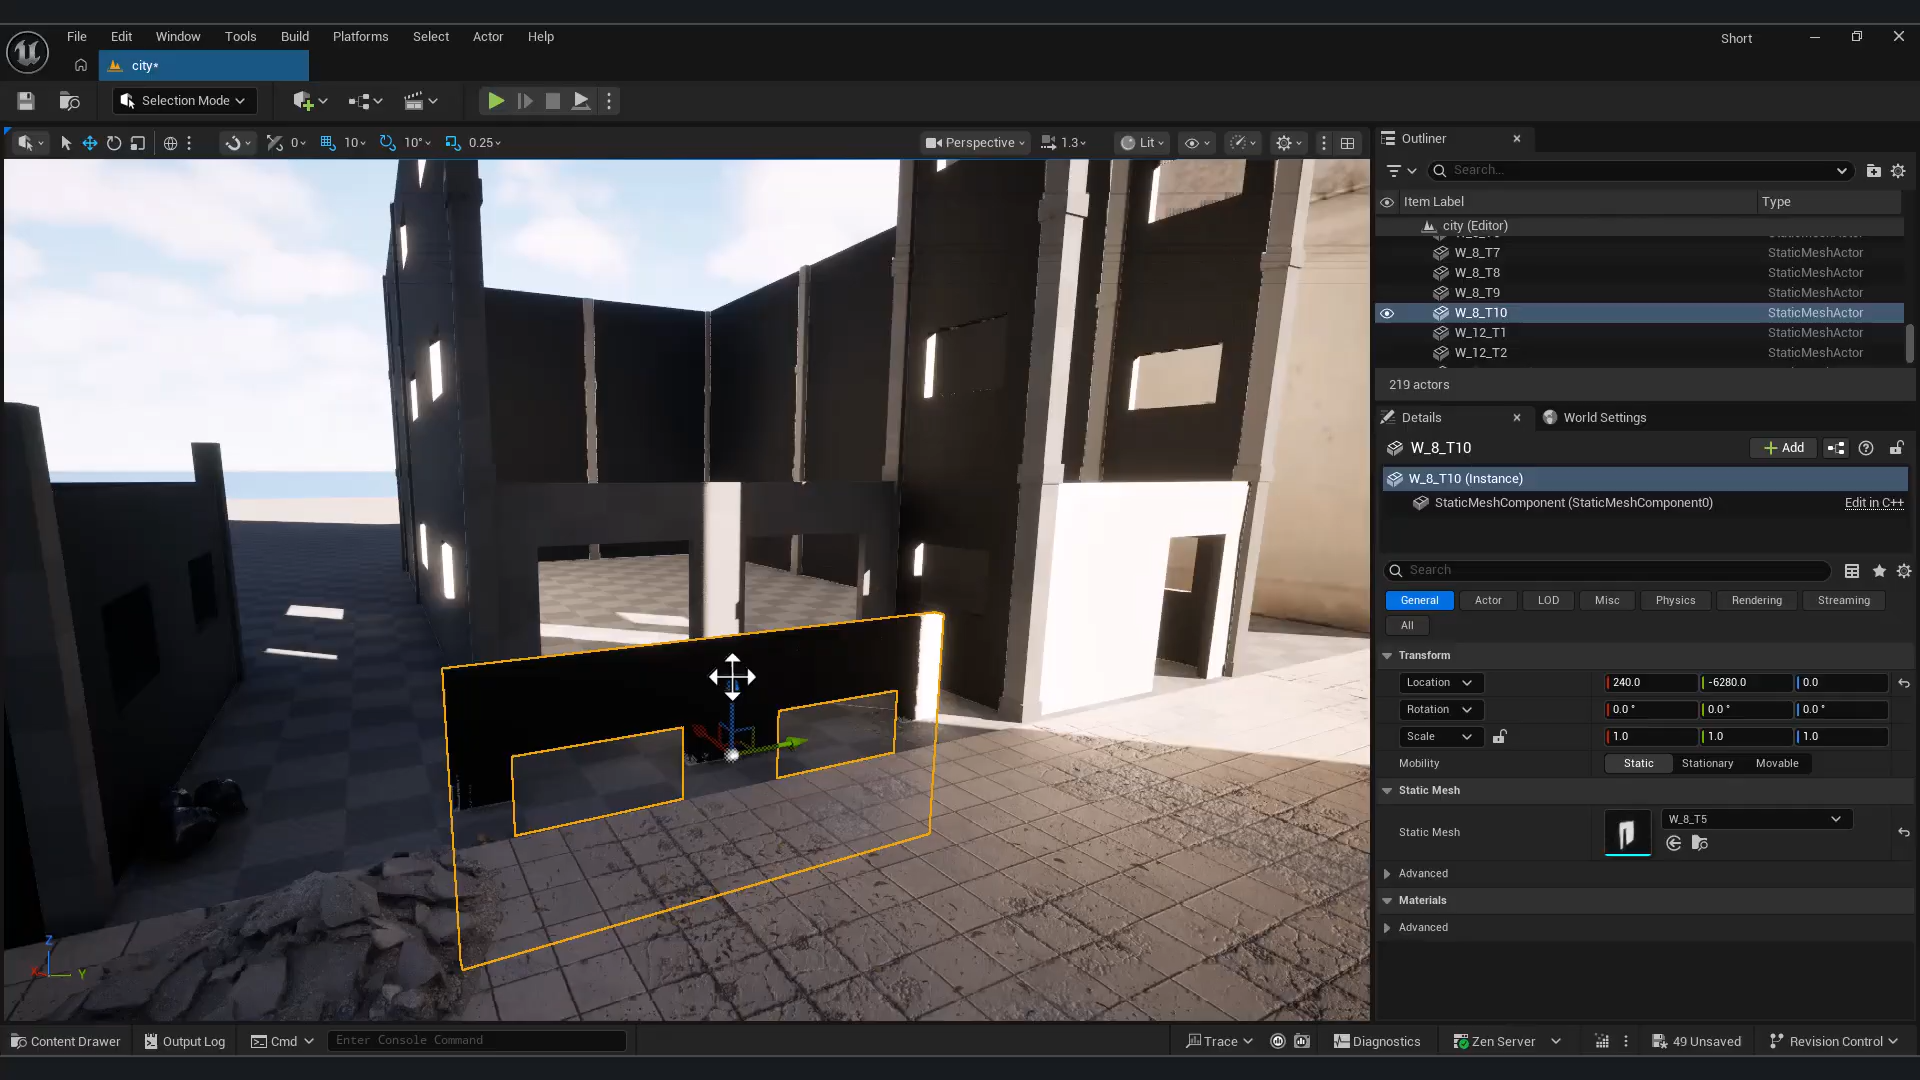 File Edit Window Tools Build Platforms Select Actor Help
Short
city*
Selection Mode
0 10 10° 0.25
Perspective 1.3 Lit
Outliner
Search...
Item Label Type
city (Editor)
W_8_T7 StaticMeshActor
W_8_T8 StaticMeshActor
W_8_T9 StaticMeshActor
W_8_T10 StaticMeshActor
W_12_T1 StaticMeshActor
W_12_T2 StaticMeshActor
219 actors
Details World Settings
W_8_T10 Add
W_8_T10 (Instance)
StaticMeshComponent (StaticMeshComponent0) Edit in C++
Search
General Actor LOD Misc Physics Rendering Streaming
All
Transform
Location 240.0 -6280.0 0.0
Rotation 0.0 ° 0.0 ° 0.0 °
Scale 1.0 1.0 1.0
Mobility Static Stationary Movable
Static Mesh
Static Mesh W_8_T5
Advanced
Materials
Advanced
Z
X Y
Content Drawer Output Log Cmd Enter Console Command Trace Diagnostics Zen Server 49 Unsaved Revision Control